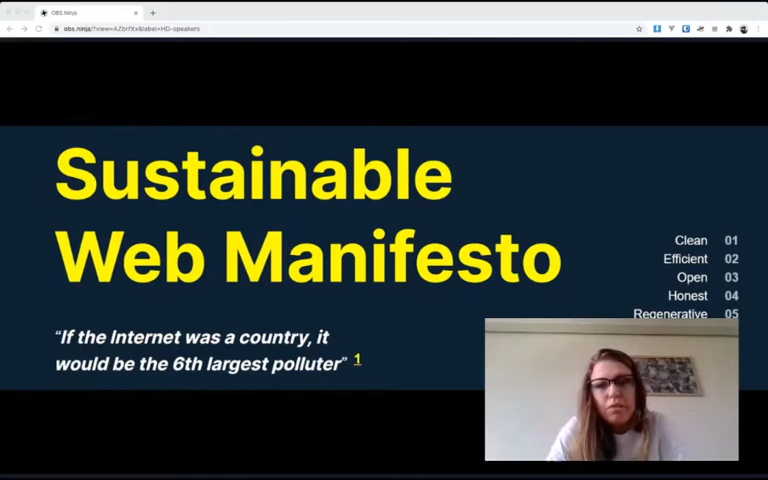 OBS.Ninja
obs.ninja/?view=AZbrfXx&label=HD-speakers
Sustainable
Web Manifesto
Clean 01
Efficient 02
Open 03
Honest 04
Regenerative 05
“If the Internet was a country, it
would be the 6th largest polluter” 1